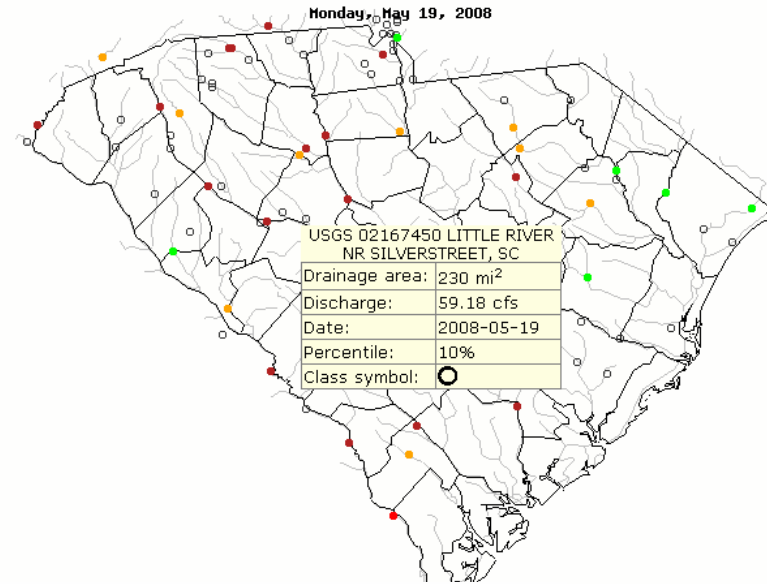 Monday, May 19, 2008
USGS 02167450 LITTLE RIVER
NR SILVERSTREET, SC
Drainage area: 230 mi²
Discharge: 59.18 cfs
Date: 2008-05-19
Percentile: 10%
Class symbol: